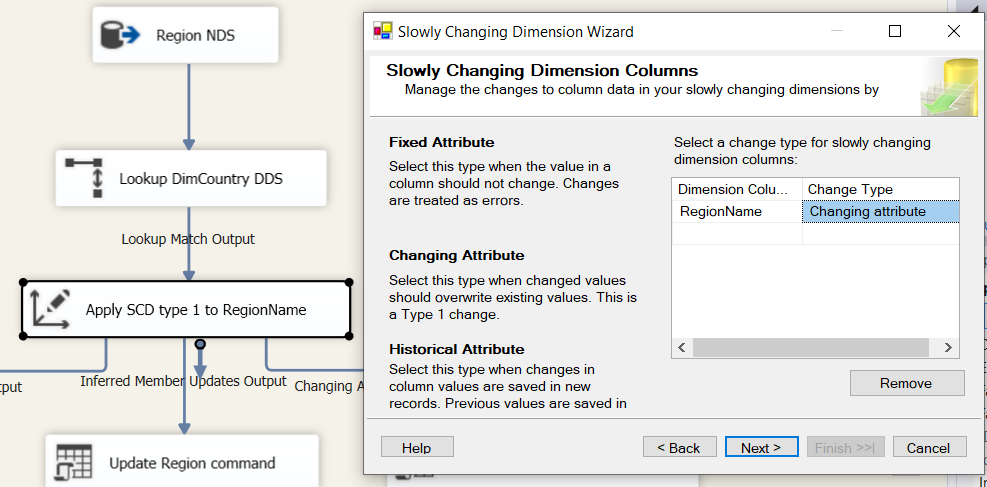 Region NDS
Lookup DimCountry DDS
Lookup Match Output
Apply SCD type 1 to RegionName
Inferred Member Updates Output
Changing A
Update Region command
Slowly Changing Dimension Wizard
Slowly Changing Dimension Columns
Manage the changes to column data in your slowly changing dimensions by
Fixed Attribute
Select this type when the value in a
column should not change. Changes
are treated as errors.
Changing Attribute
Select this type when changed values
should overwrite existing values. This is
a Type 1 change.
Historical Attribute
Select this type when changes in
column values are saved in new
records. Previous values are saved in
Select a change type for slowly changing
dimension columns:
Dimension Colu... Change Type
RegionName Changing attribute
Remove
Help < Back Next > Finish >>| Cancel